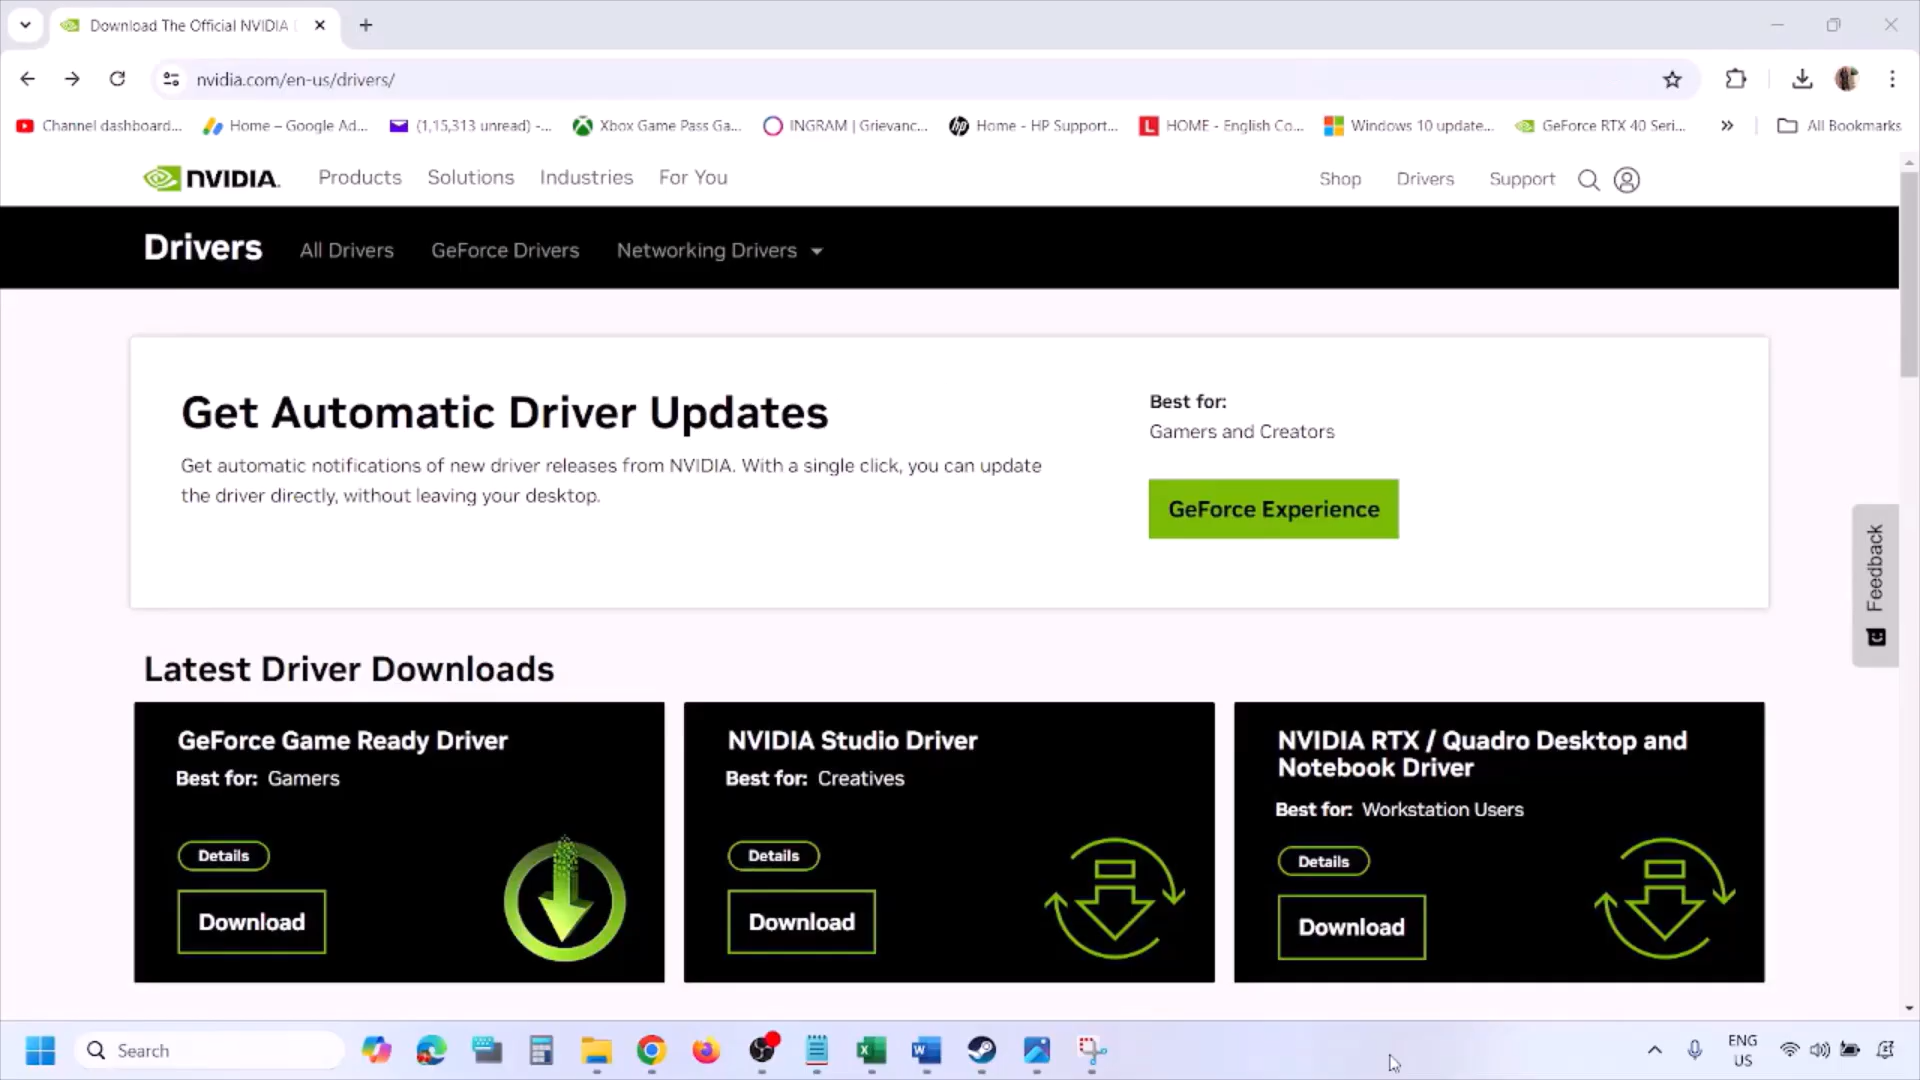 Download The Official NVIDIA
nvidia.com/en-us/drivers/
Channel dashboard...
Home – Google Ad...
(1,15,313 unread) -...
Xbox Game Pass Ga...
INGRAM | Grievanc...
Home - HP Support...
HOME - English Co...
Windows 10 update...
GeForce RTX 40 Seri...
All Bookmarks
NVIDIA.
Products
Solutions
Industries
For You
Shop
Drivers
Support
Drivers
All Drivers
GeForce Drivers
Networking Drivers
Get Automatic Driver Updates
Get automatic notifications of new driver releases from NVIDIA. With a single click, you can update
the driver directly, without leaving your desktop.
Best for:
Gamers and Creators
GeForce Experience
Feedback
Latest Driver Downloads
GeForce Game Ready Driver
Best for: Gamers
Details
Download
NVIDIA Studio Driver
Best for: Creatives
Details
Download
NVIDIA RTX / Quadro Desktop and
Notebook Driver
Best for: Workstation Users
Details
Download
Search
ENG
US